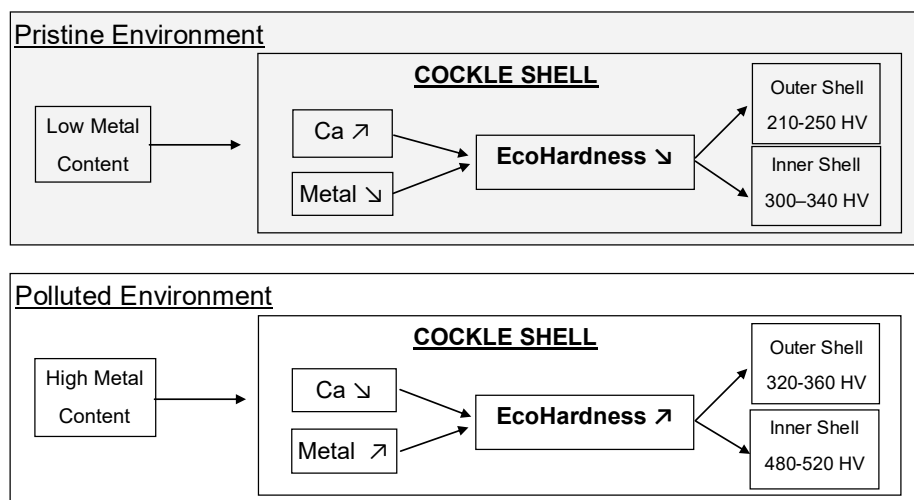 Pristine Environment
COCKLE SHELL
Low Metal
Content
Ca ↗
Metal ↘
EcoHardness ↘
Outer Shell
210-250 HV
Inner Shell
300–340 HV
Polluted Environment
COCKLE SHELL
High Metal
Content
Ca ↘
Metal ↗
EcoHardness ↗
Outer Shell
320-360 HV
Inner Shell
480-520 HV